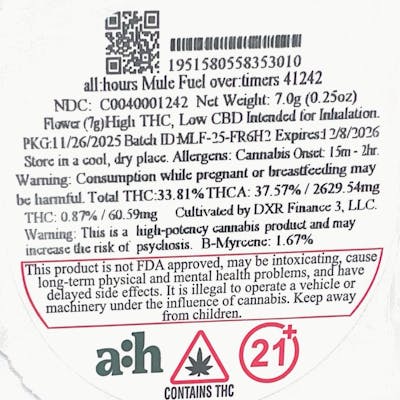 1951580558353010
all:hours Mule Fuel over:timers 41242
NDC: C0040001242 Net Weight: 7.0g (0.25oz)
Flower (7g)High THC, Low CBD Intended for Inhalation.
PKG:11/26/2025 Batch ID:MLF-25-FR6H2 Expires:12/8/2026
Store in a cool, dry place. Allergens: Cannabis Onset: 15m - 2hr.
Warning: Consumption while pregnant or breastfeeding may
be harmful. Total THC:33.81% THCA: 37.57% / 2629.54mg
THC: 0.87% / 60.59mg Cultivated by DXR Finance 3, LLC.
Warning: This is a high-potency cannabis product and may
increase the risk of psychosis. B-Myrcene: 1.67%
This product is not FDA approved, may be intoxicating, cause
long-term physical and mental health problems, and have
delayed side effects. It is illegal to operate a vehicle or
machinery under the influence of cannabis. Keep away
from children.
a:h
21+
CONTAINS THC